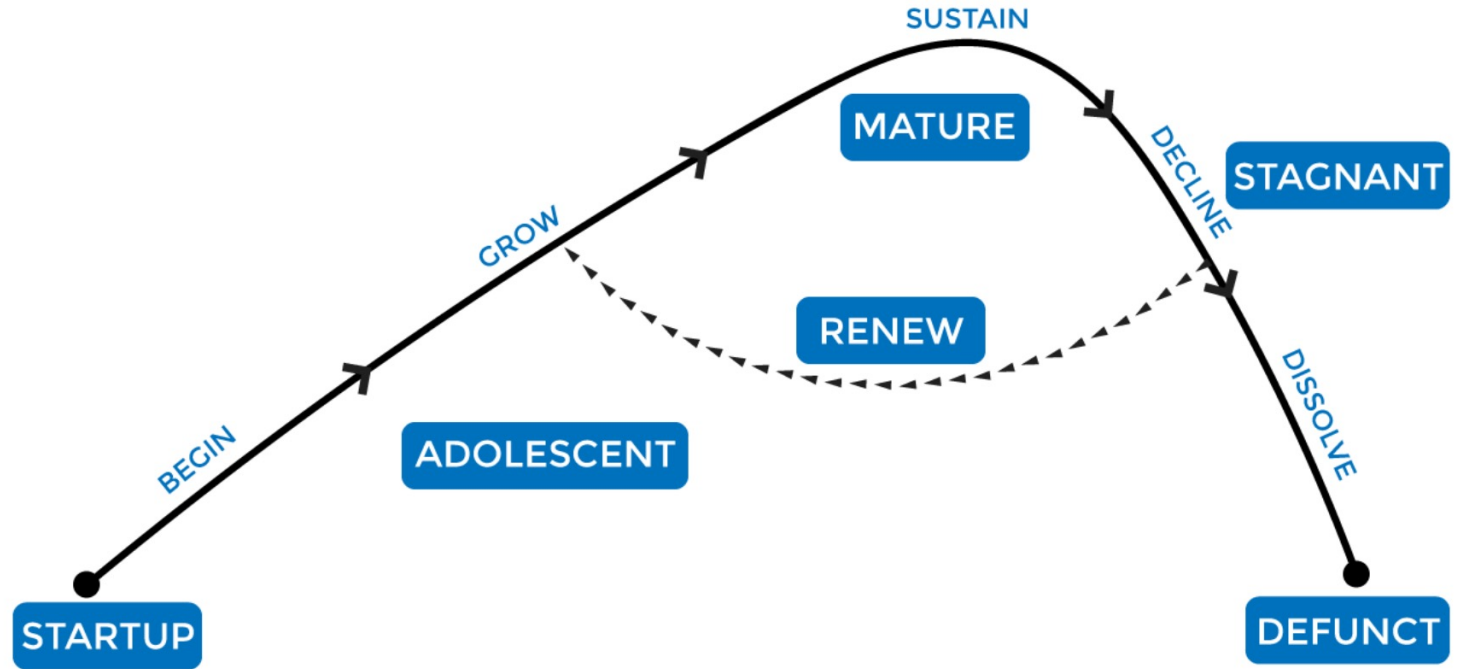 SUSTAIN
MATURE
DECLINE
STAGNANT
GROW
RENEW
DISSOLVE
BEGIN
ADOLESCENT
STARTUP
DEFUNCT